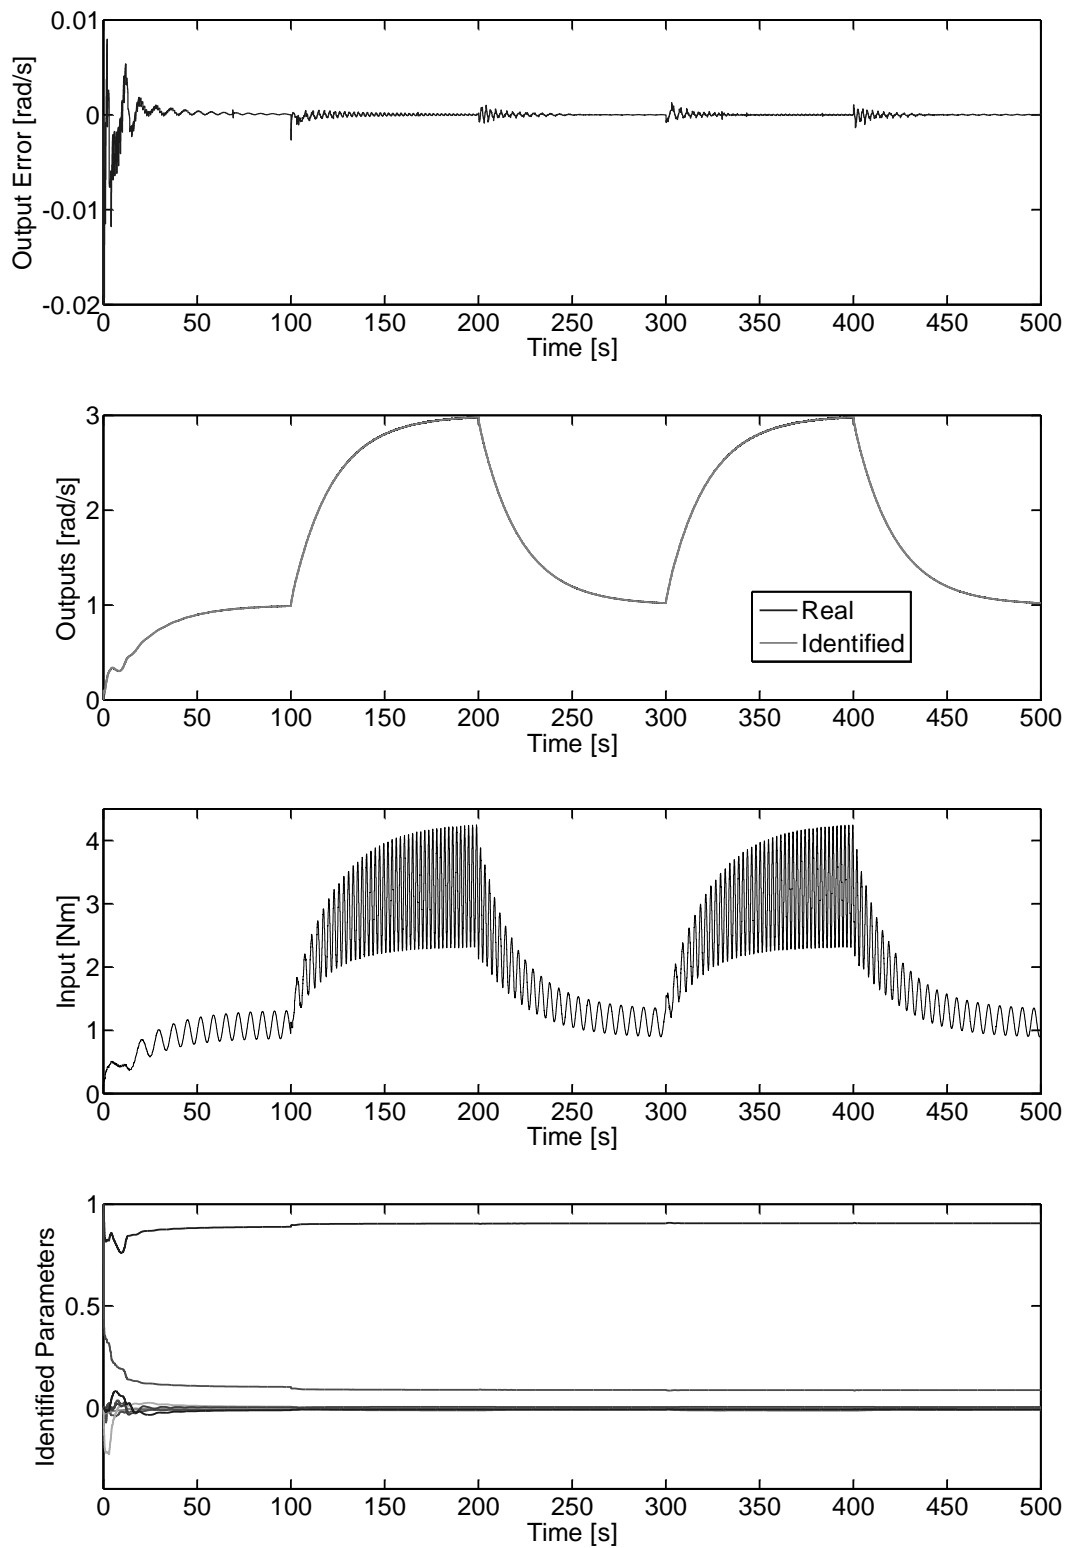 0.01
0
-0.01
-0.02
Output Error [rad/s]
0 50 100 150 200 250 300 350 400 450 500
Time [s]
3
2
1
0
Outputs [rad/s]
Real
Identified
0 50 100 150 200 250 300 350 400 450 500
Time [s]
4
3
2
1
0
Input [Nm]
0 50 100 150 200 250 300 350 400 450 500
Time [s]
1
0.5
0
Identified Parameters
0 50 100 150 200 250 300 350 400 450 500
Time [s]